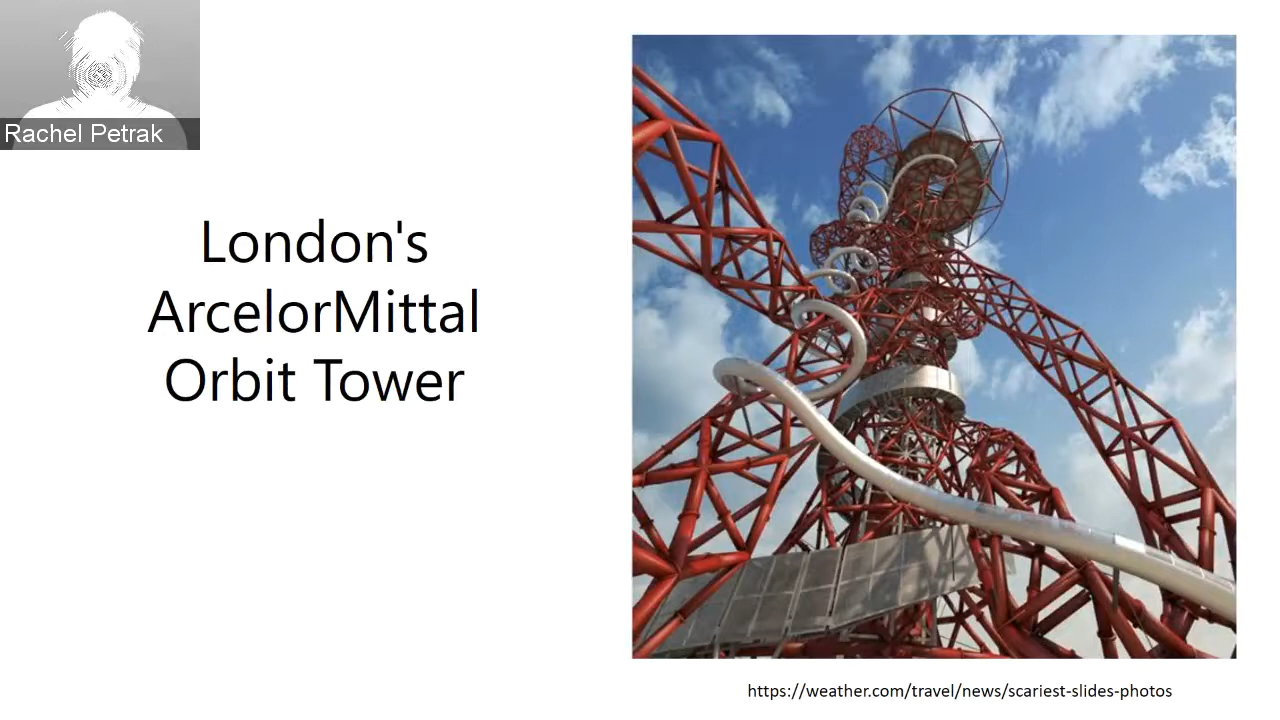 Rachel Petrak
London's
ArcelorMittal
Orbit Tower
https://weather.com/travel/news/scariest-slides-photos